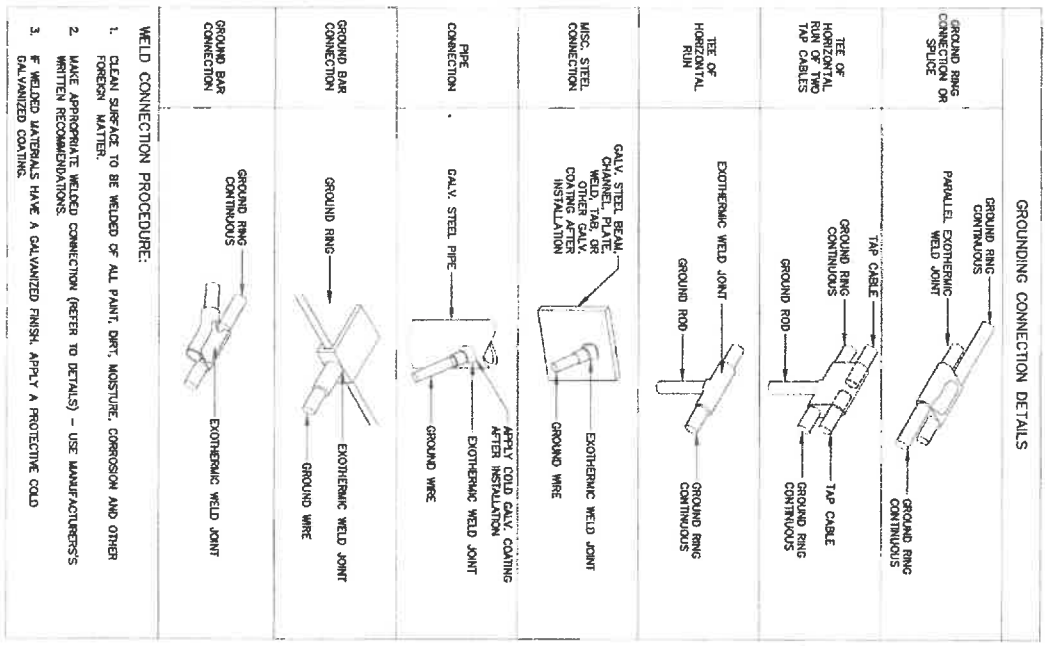 GROUNDING CONNECTION DETAILS
GROUND RING
CONNECTION OR
SPLICE
GROUND RING
CONTINUOUS
PARALLEL EXOTHERMIC
WELD JOINT
GROUND RING
CONTINUOUS
TEE OF
HORIZONTAL
RUN OF TWO
TAP CABLES
TAP CABLE
GROUND RING
CONTINUOUS
GROUND ROD
TAP CABLE
GROUND RING
CONTINUOUS
TEE OF
HORIZONTAL
RUN
EXOTHERMIC WELD JOINT
GROUND ROD
GROUND RING
CONTINUOUS
MISC. STEEL
CONNECTION
GALV. STEEL BEAM,
CHANNEL, PLATE,
WELD, TAB, OR
OTHER GALV.
COATING AFTER
INSTALLATION
EXOTHERMIC WELD JOINT
GROUND WIRE
PIPE
CONNECTION
GALV. STEEL PIPE
APPLY COLD GALV. COATING
AFTER INSTALLATION
EXOTHERMIC WELD JOINT
GROUND WIRE
GROUND BAR
CONNECTION
GROUND RING
EXOTHERMIC WELD JOINT
GROUND WIRE
GROUND BAR
CONNECTION
GROUND RING
CONTINUOUS
EXOTHERMIC WELD JOINT
WELD CONNECTION PROCEDURE:
1. CLEAN SURFACE TO BE WELDED OF ALL PAINT, DIRT, MOISTURE, CORROSION AND OTHER
FOREIGN MATTER.
2. MAKE APPROPRIATE WELDED CONNECTION (REFER TO DETAILS) - USE MANUFACTURERS'S
WRITTEN RECOMMENDATIONS.
3. IF WELDED MATERIALS HAVE A GALVANIZED FINISH, APPLY A PROTECTIVE COLD
GALVANIZED COATING.